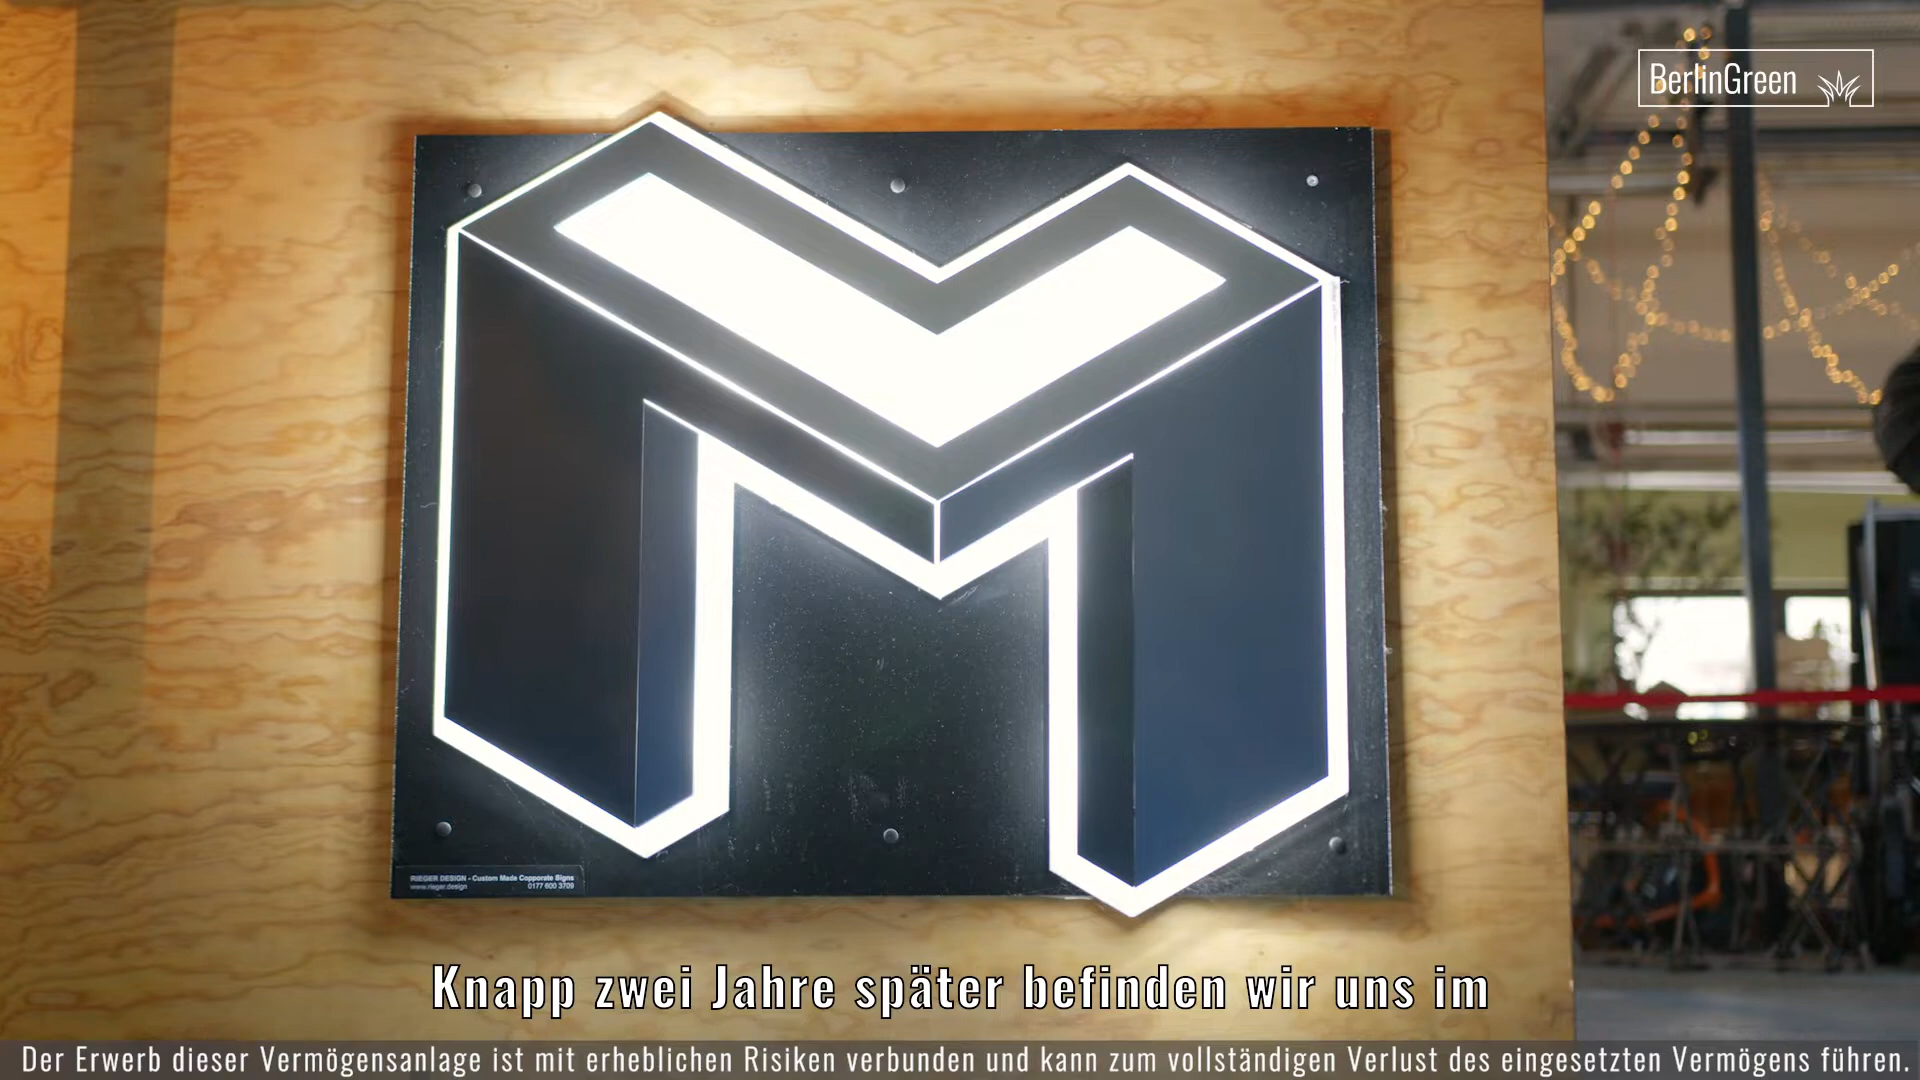 BerlinGreen
RIEGER DESIGN - Custom Made Copporate Signs
www.rieger.design 0177 600 3709
Knapp zwei Jahre später befinden wir uns im
Der Erwerb dieser Vermögensanlage ist mit erheblichen Risiken verbunden und kann zum vollständigen Verlust des eingesetzten Vermögens führen.